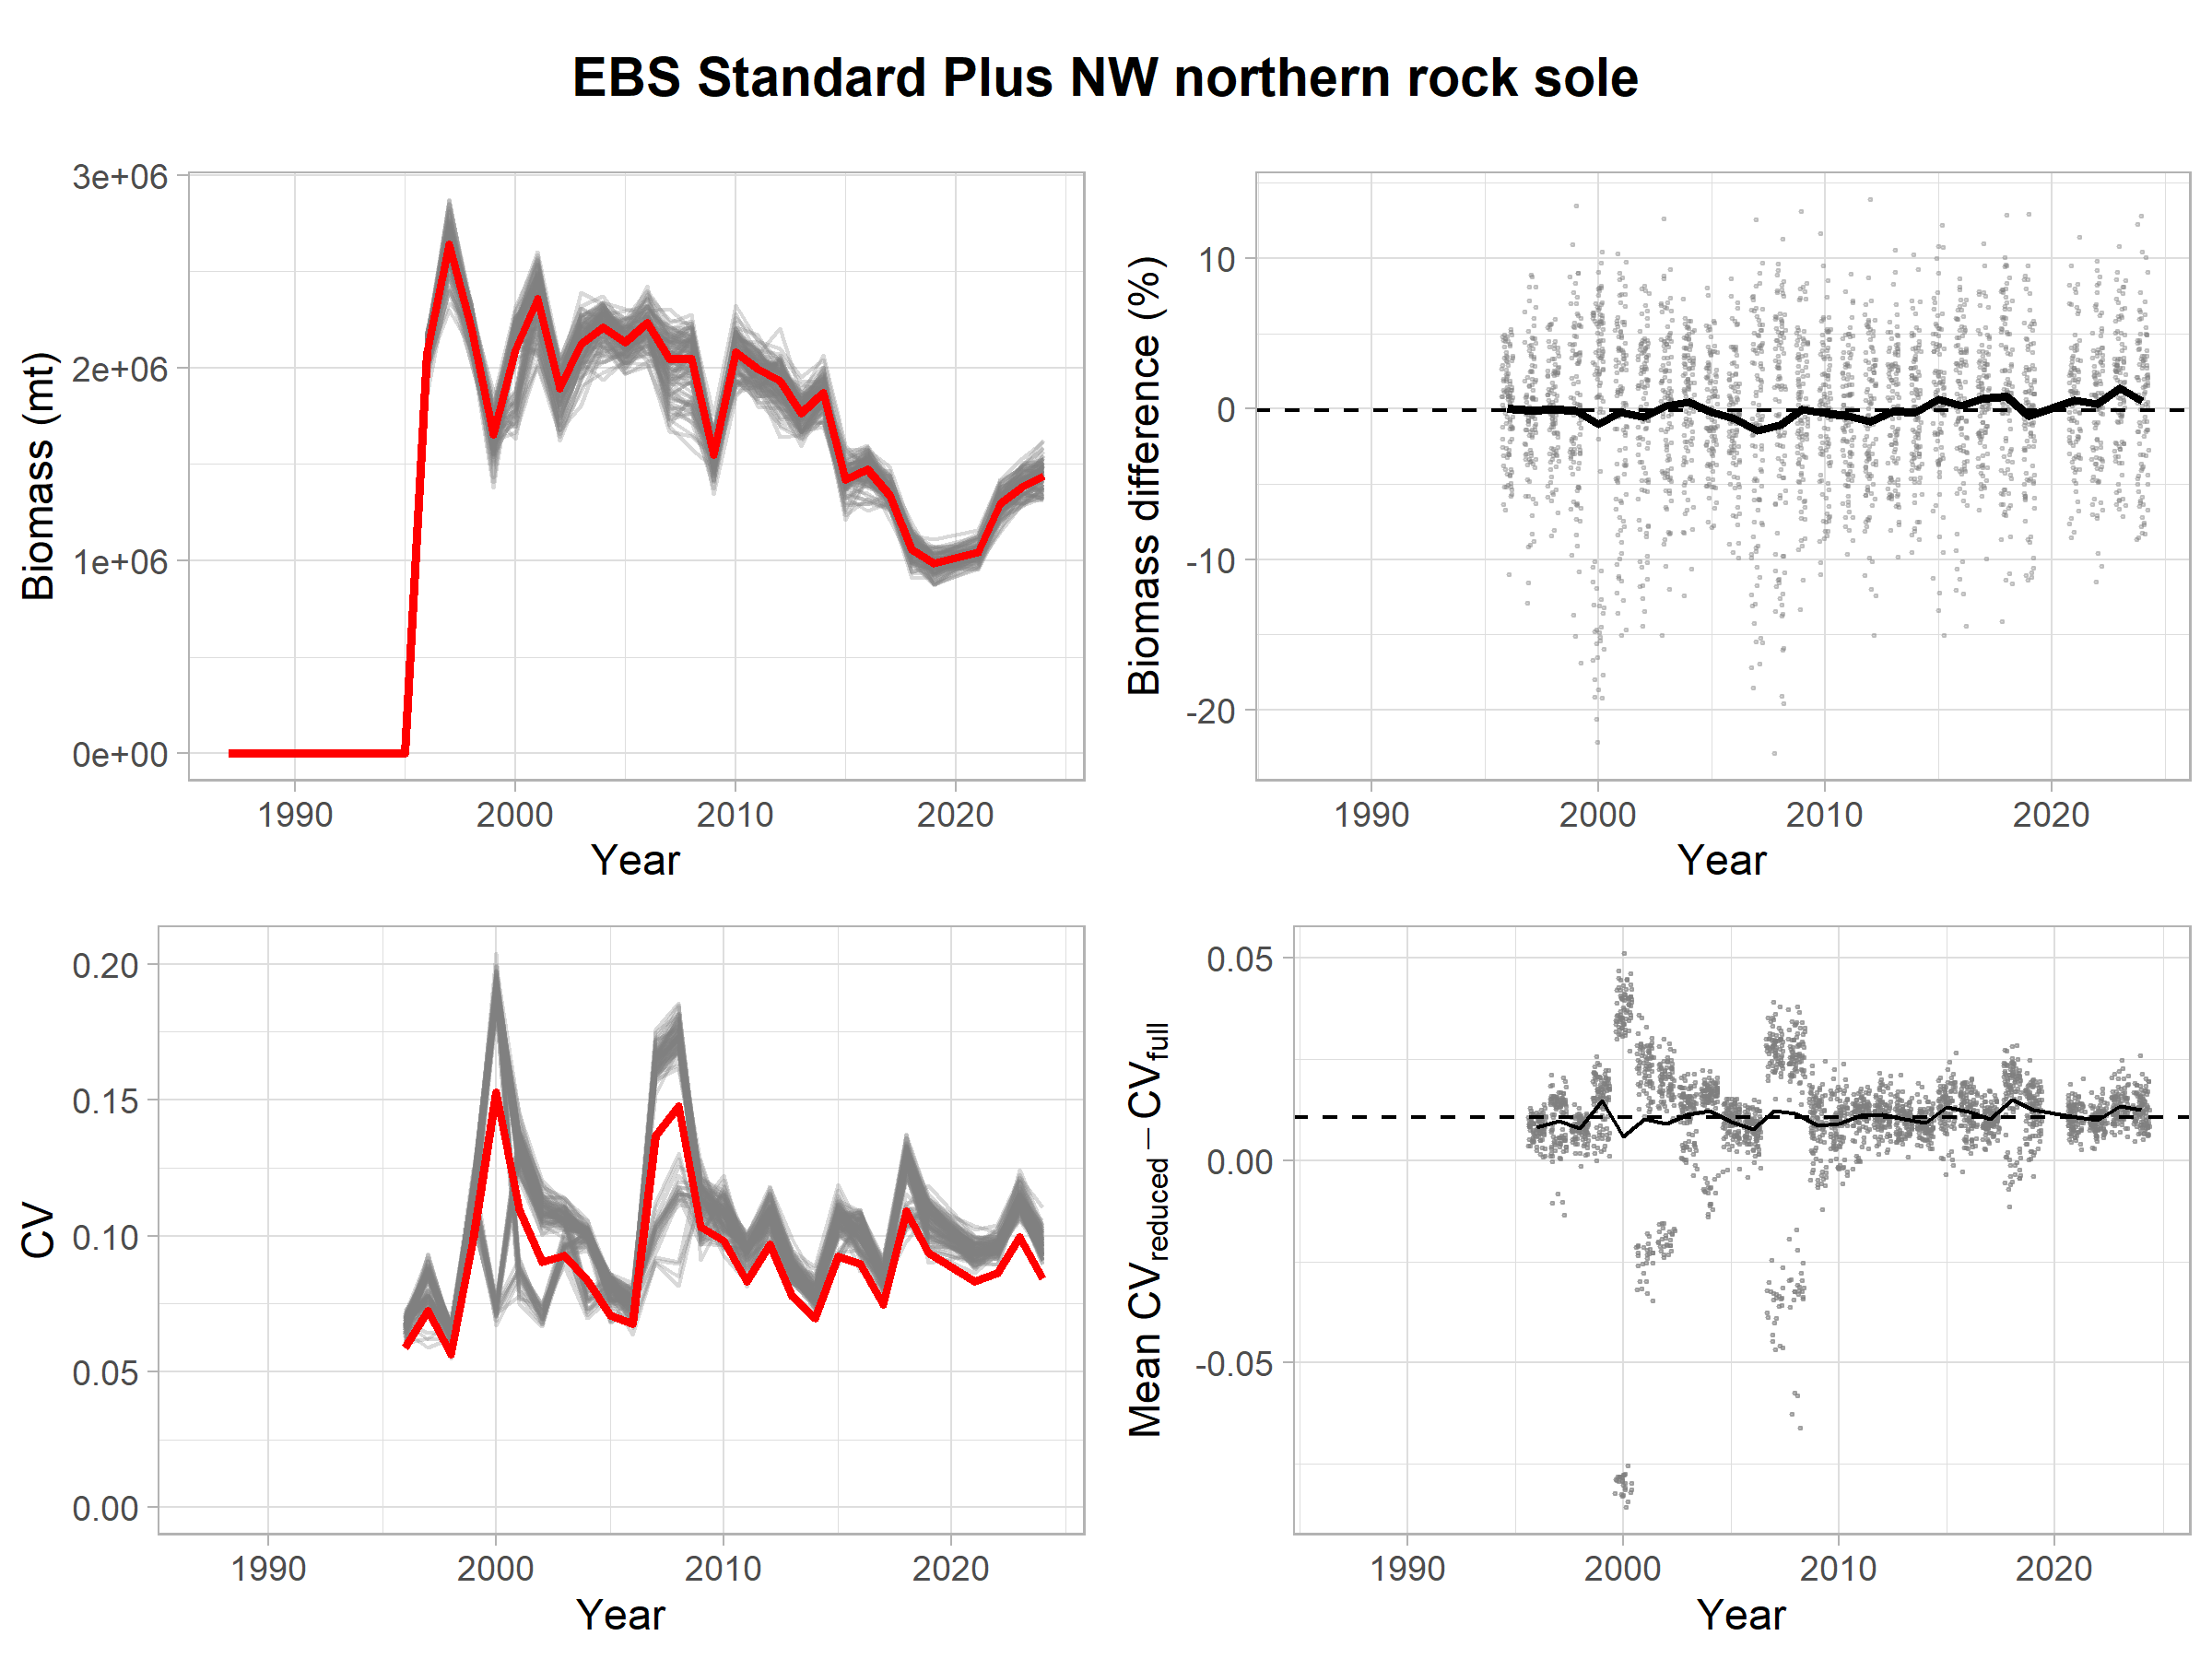 EBS Standard Plus NW northern rock sole
Biomass (mt)
3e+06
2e+06
1e+06
0e+00
1990 2000 2010 2020
Year
Biomass difference (%)
10
0
-10
-20
1990 2000 2010 2020
Year
CV
0.20
0.15
0.10
0.05
0.00
1990 2000 2010 2020
Year
Mean CVreduced − CVfull
0.05
0.00
-0.05
1990 2000 2010 2020
Year